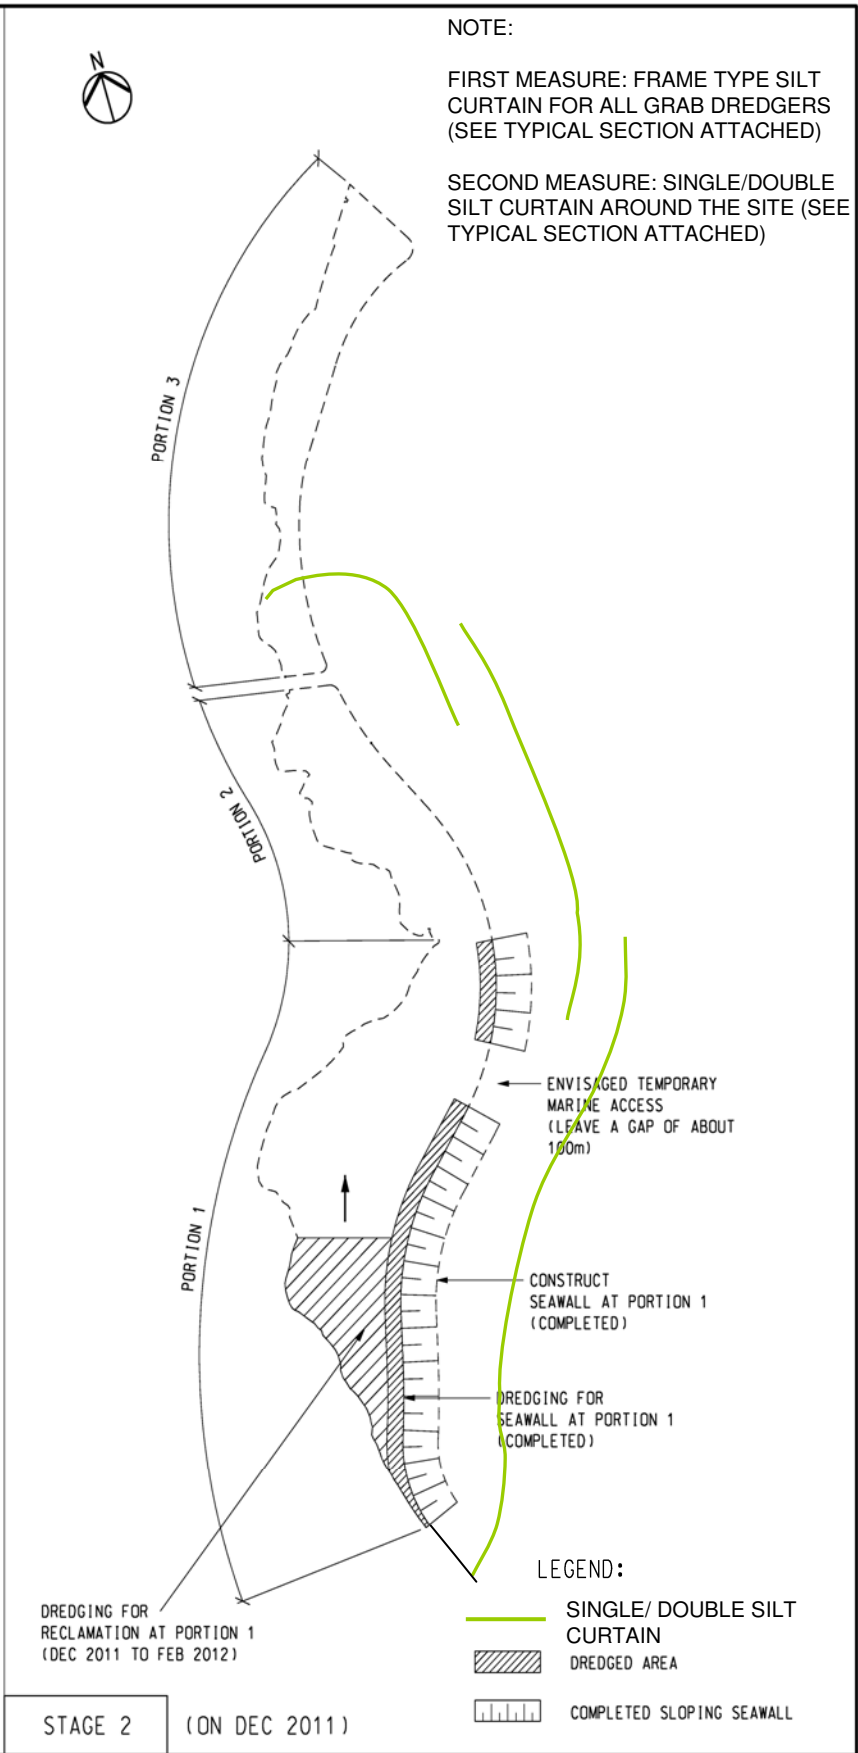 N
NOTE:
FIRST MEASURE: FRAME TYPE SILT
CURTAIN FOR ALL GRAB DREDGERS
(SEE TYPICAL SECTION ATTACHED)
SECOND MEASURE: SINGLE/DOUBLE
SILT CURTAIN AROUND THE SITE (SEE
TYPICAL SECTION ATTACHED)
PORTION 3
PORTION 2
ENVISAGED TEMPORARY
MARINE ACCESS
(LEAVE A GAP OF ABOUT
100m)
PORTION 1
CONSTRUCT
SEAWALL AT PORTION 1
(COMPLETED)
DREDGING FOR
SEAWALL AT PORTION 1
(COMPLETED)
DREDGING FOR
RECLAMATION AT PORTION 1
(DEC 2011 TO FEB 2012)
LEGEND:
SINGLE/ DOUBLE SILT
CURTAIN
DREDGED AREA
COMPLETED SLOPING SEAWALL
STAGE 2 (ON DEC 2011)